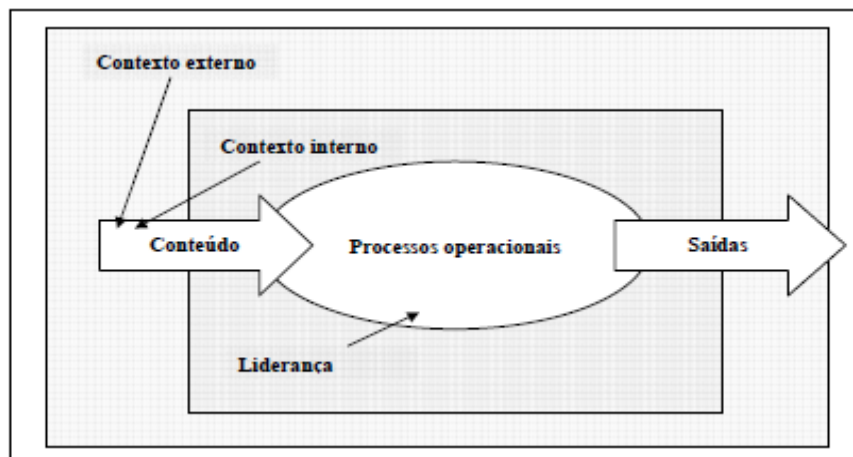 Contexto externo
Contexto interno
Conteúdo
Processos operacionais
Saídas
Liderança